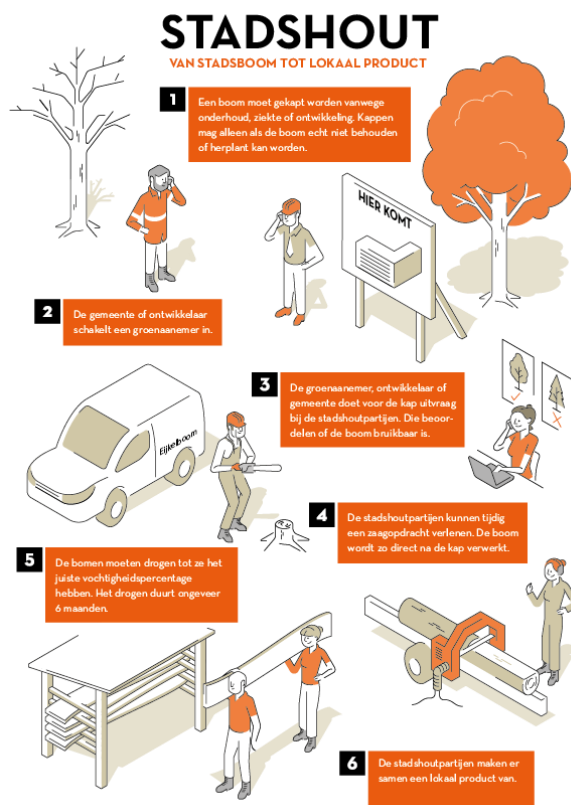 STADSHOUT
VAN STADSBOOM TOT LOKAAL PRODUCT
1
Een boom moet gekapt worden vanwege
onderhoud, ziekte of ontwikkeling. Kappen
mag alleen als de boom echt niet behouden
of herplant kan worden.
HIER KOMT
2
De gemeente of ontwikkelaar
schakelt een groenaanemer in.
3
De groenaanemer, ontwikkelaar of
gemeente doet voor de kap uitvraag
bij de stadshoutpartijen. Die beoor-
delen of de boom bruikbaar is.
Eijkelboom
4
De stadshoutpartijen kunnen tijdig
een zaagopdracht verlenen. De boom
wordt zo direct na de kap verwerkt.
5
De bomen moeten drogen tot ze het
juiste vochtigheidspercentage
hebben. Het drogen duurt ongeveer
6 maanden.
6
De stadshoutpartijen maken er
samen een lokaal product van.